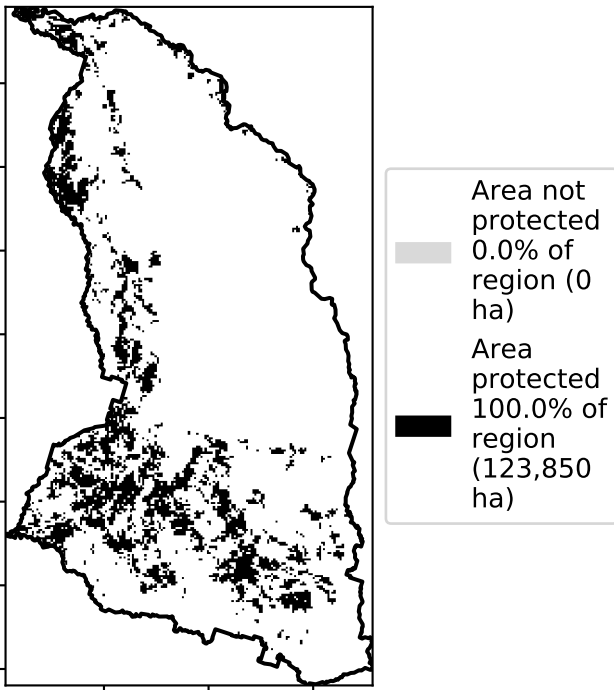 Area not
protected
0.0% of
region (0
ha)
Area
protected
100.0% of
region
(123,850
ha)